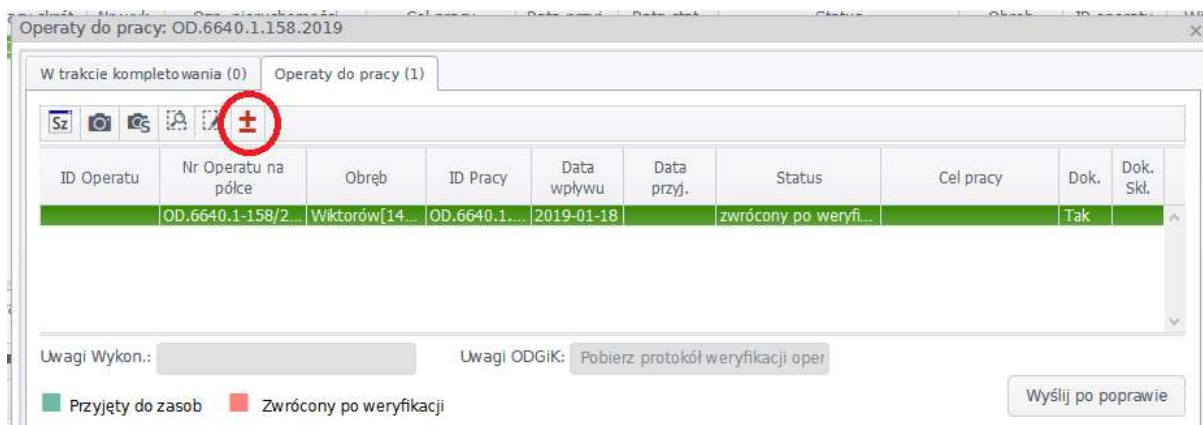 Operaty do pracy: OD.6640.1.158.2019
W trakcie kompletowania (0) Operaty do pracy (1)
Sz
ID Operatu Nr Operatu na półce Obręb ID Pracy Data wpływu Data przyj. Status Cel pracy Dok. Dok. Skł.
OD.6640.1-158/2... Wiktorów[14... OD.6640.1.... 2019-01-18 zwrócony po weryfi... Tak
Uwagi Wykon.: Uwagi ODGiK: Pobierz protokół weryfikacji oper
Wyślij po poprawie
Przyjęty do zasob Zwrócony po weryfikacji